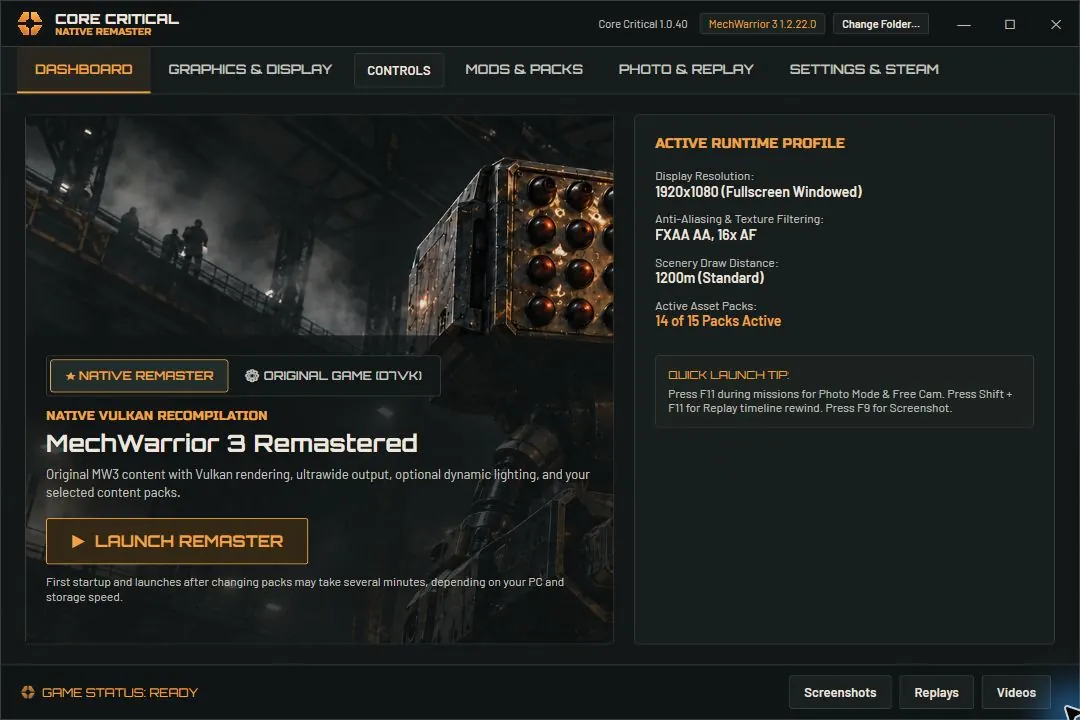 CORE CRITICAL
NATIVE REMASTER
Core Critical 1.0.40
MechWarrior 3 1.2.22.0
Change Folder...
DASHBOARD
GRAPHICS & DISPLAY
CONTROLS
MODS & PACKS
PHOTO & REPLAY
SETTINGS & STEAM
NATIVE REMASTER
ORIGINAL GAME (D7VK)
NATIVE VULKAN RECOMPILATION
MechWarrior 3 Remastered
Original MW3 content with Vulkan rendering, ultrawide output, optional dynamic lighting, and your
selected content packs.
LAUNCH REMASTER
First startup and launches after changing packs may take several minutes, depending on your PC and
storage speed.
ACTIVE RUNTIME PROFILE
Display Resolution:
1920x1080 (Fullscreen Windowed)
Anti-Aliasing & Texture Filtering:
FXAA AA, 16x AF
Scenery Draw Distance:
1200m (Standard)
Active Asset Packs:
14 of 15 Packs Active
QUICK LAUNCH TIP:
Press F11 during missions for Photo Mode & Free Cam. Press Shift +
F11 for Replay timeline rewind. Press F9 for Screenshot.
GAME STATUS: READY
Screenshots
Replays
Videos